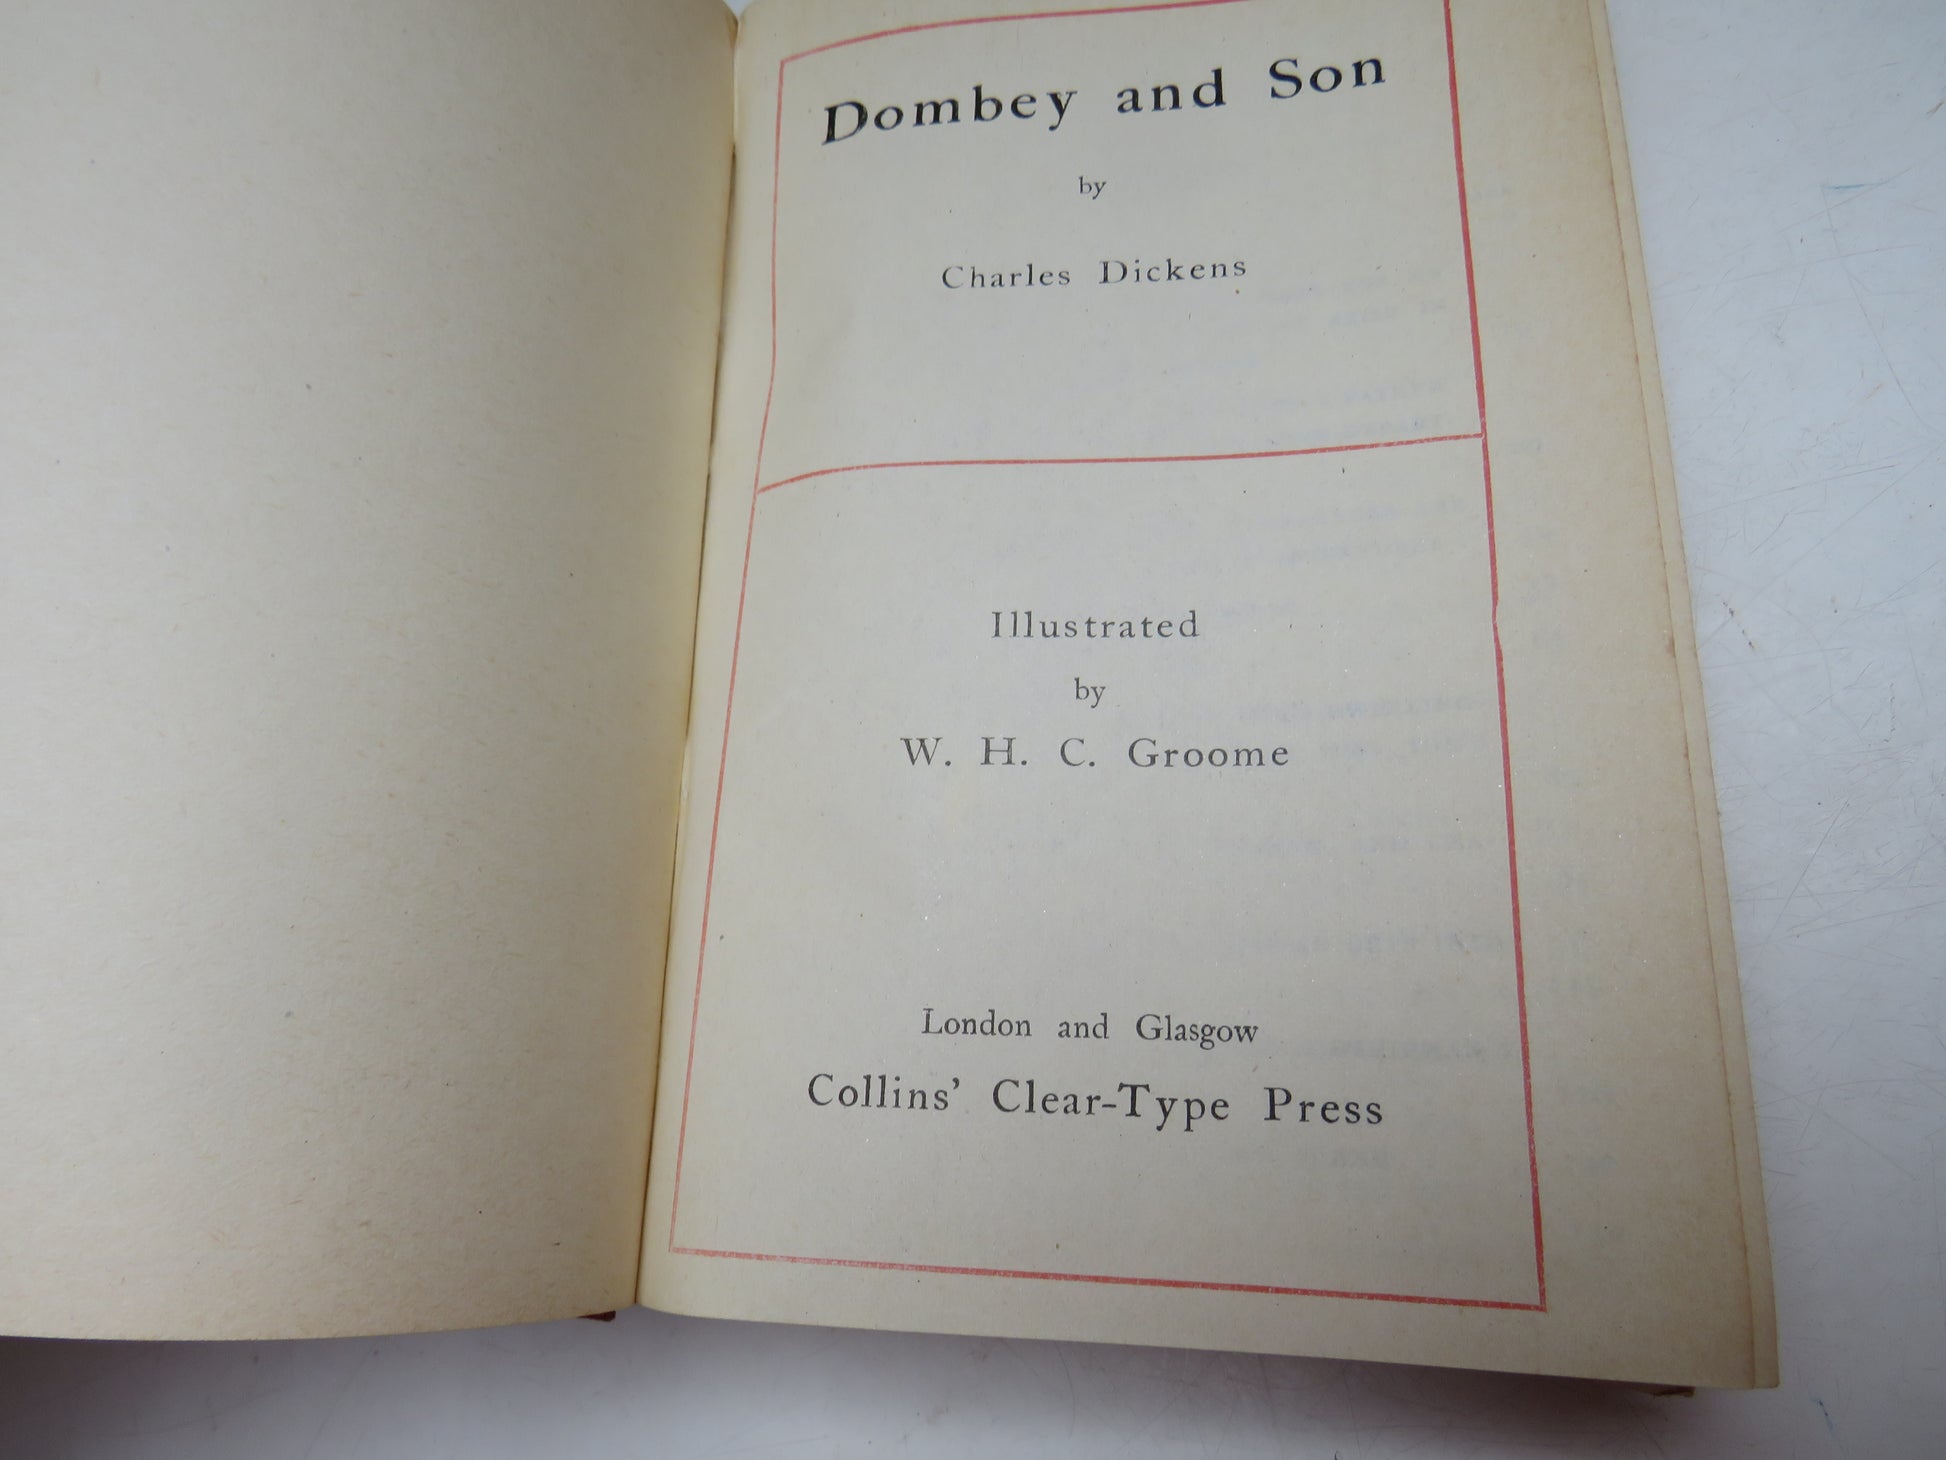 Dombey and Son
by
Charles Dickens
Illustrated
by
W. H. C. Groome
London and Glasgow
Collins' Clear-Type Press